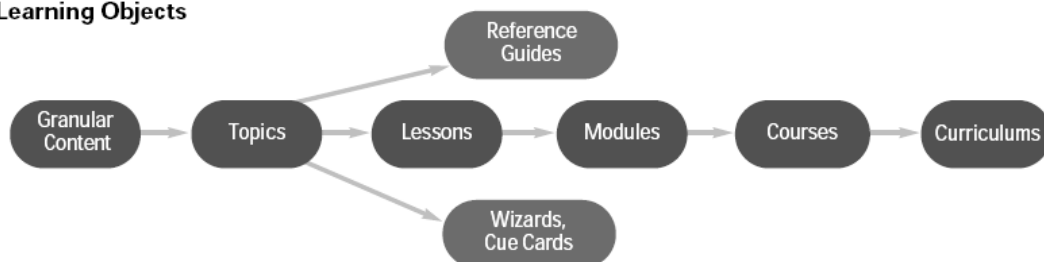 Learning Objects
Reference
Guides
Granular
Content
Topics
Lessons
Modules
Courses
Curriculums
Wizards,
Cue Cards